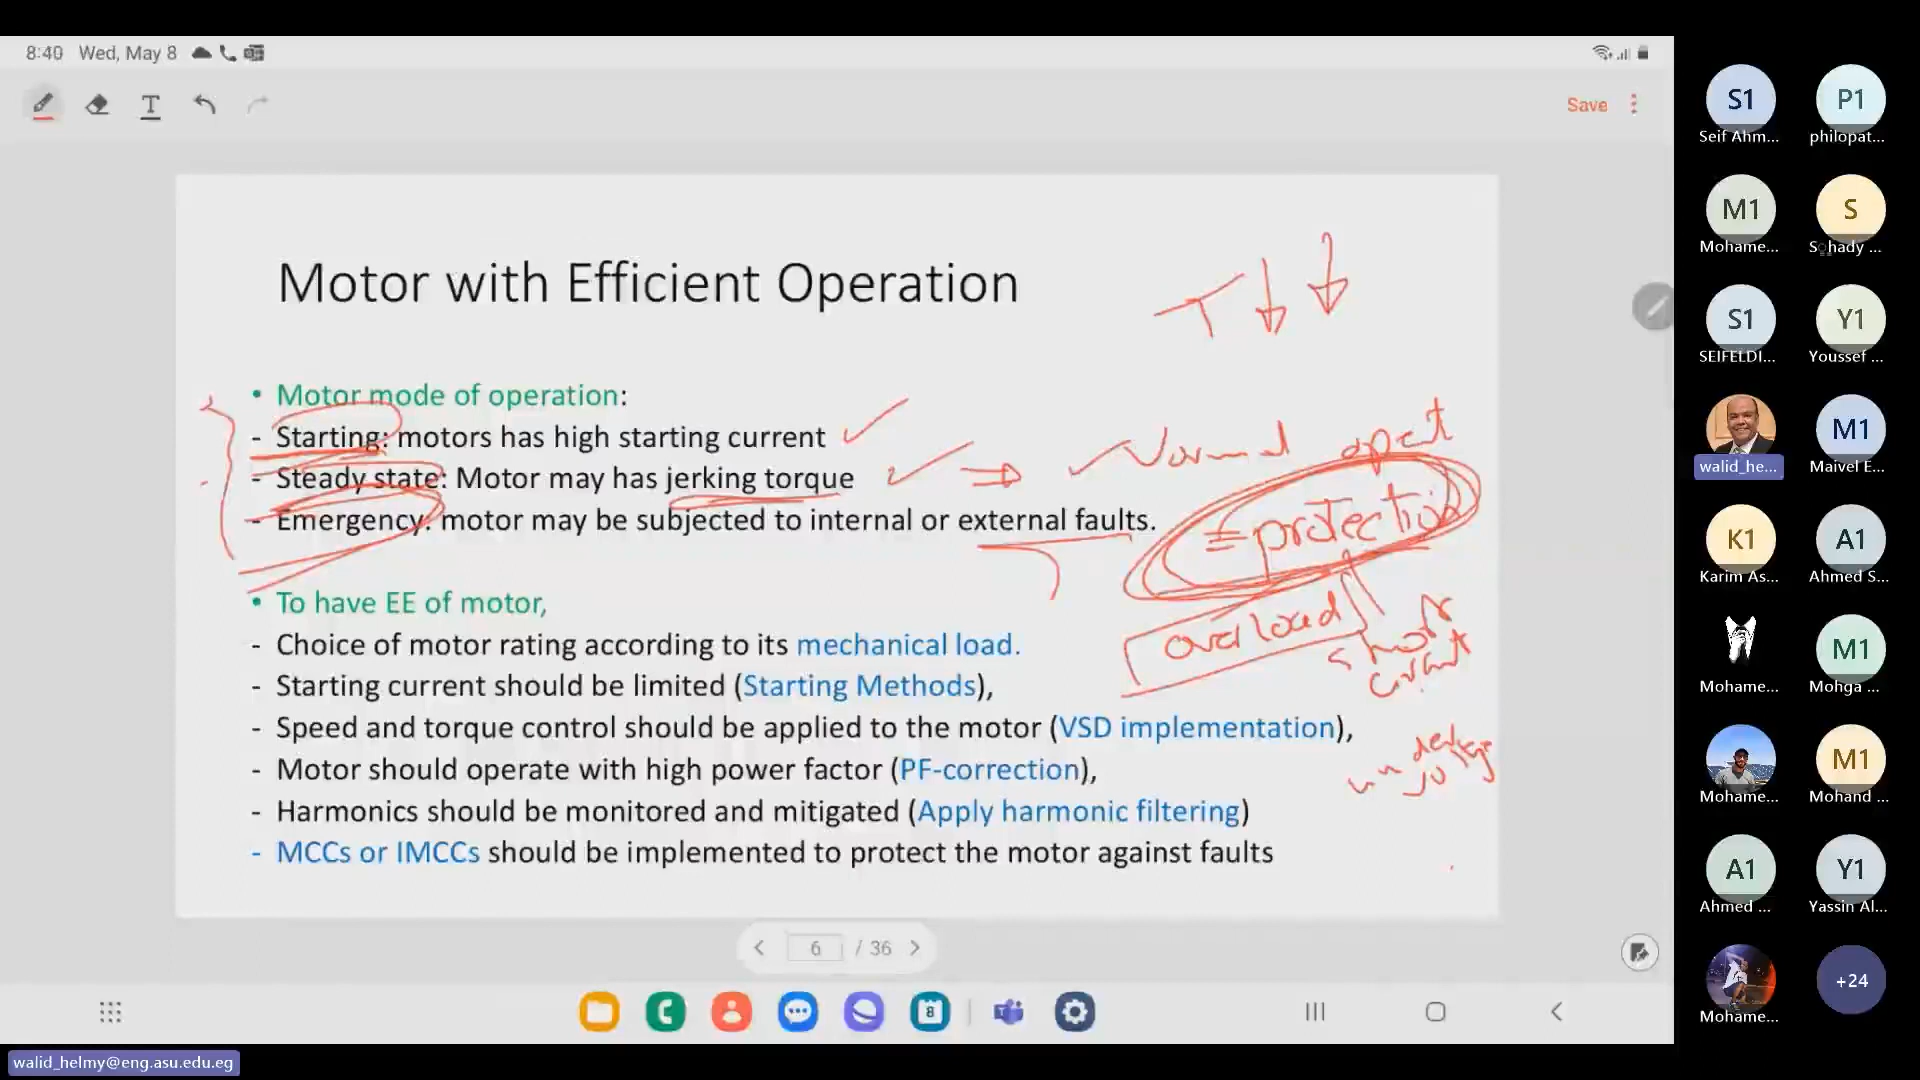 8:40 Wed, May 8
Save
Motor with Efficient Operation
T
• Motor mode of operation:
- Starting: motors has high starting current
- Steady state: Motor may has jerking torque
Normal operat
- Emergency: motor may be subjected to internal or external faults.
protection
overload
short
circuit
• To have EE of motor,
- Choice of motor rating according to its mechanical load.
- Starting current should be limited (Starting Methods),
- Speed and torque control should be applied to the motor (VSD implementation),
- Motor should operate with high power factor (PF-correction),
- Harmonics should be monitored and mitigated (Apply harmonic filtering)
- MCCs or IMCCs should be implemented to protect the motor against faults
6 / 36
8
S1 P1
Seif Ahm... philopat...
M1 S
Mohame... Sohady ...
S1 Y1
SEIFELDI... Youssef ...
M1
walid_he... Maivel E...
K1 A1
Karim As... Ahmed S...
M1
Mohame... Mohga ...
M1
Mohame... Mohand ...
A1 Y1
Ahmed ... Yassin Al...
+24
Mohame...
walid_helmy@eng.asu.edu.eg